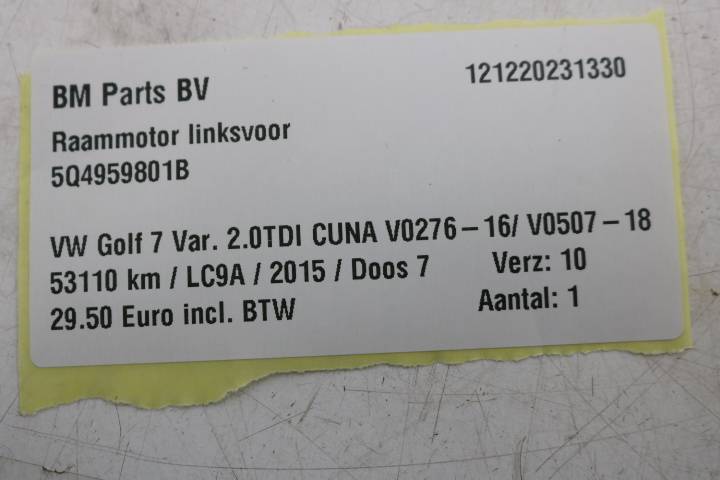 BM Parts BV 121220231330
Raammotor linksvoor
5Q4959801B
VW Golf 7 Var. 2.0TDI CUNA V0276-16/ V0507-18
53110 km / LC9A / 2015 / Doos 7 Verz: 10
29.50 Euro incl. BTW Aantal: 1